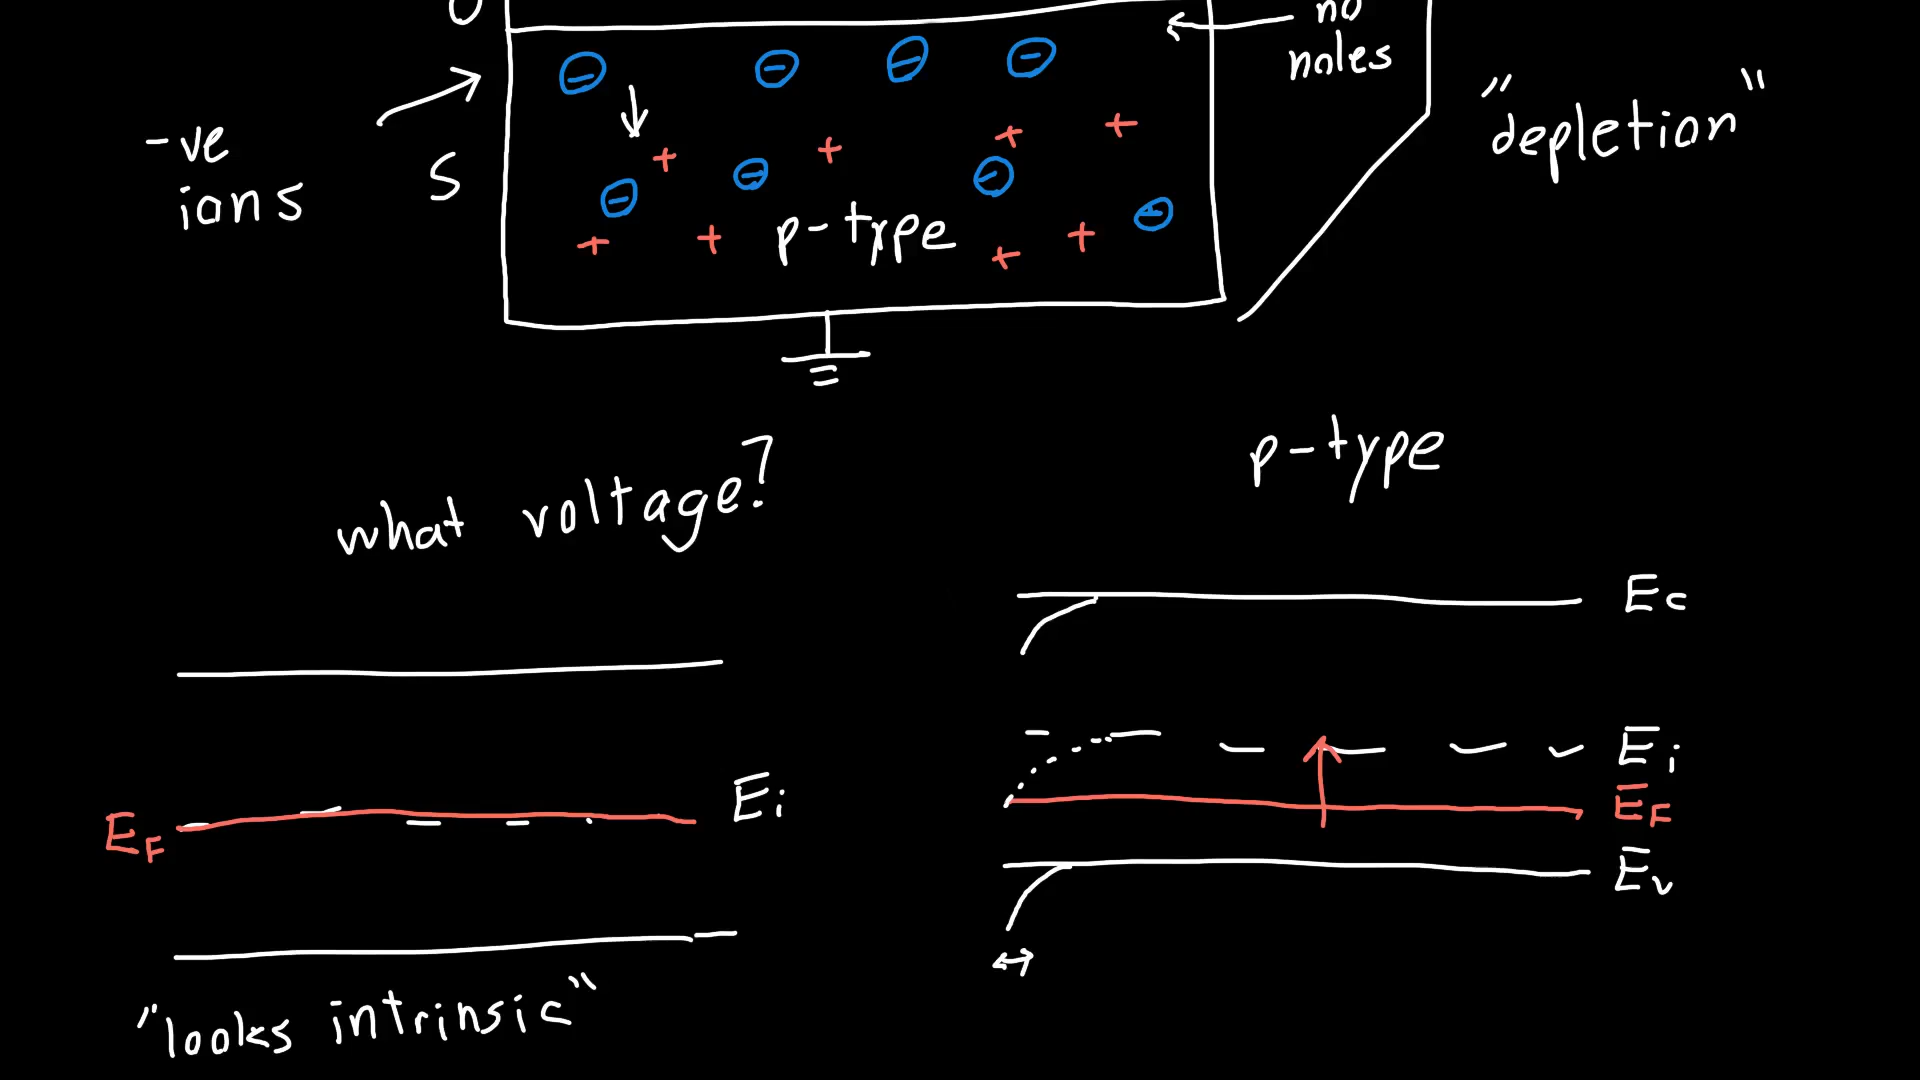 O
no
holes
"depletion"
-ve
ions
S
p-type
what voltage?
p-type
Ec
Ei
EF
Ev
EF
Ei
"looks intrinsic"